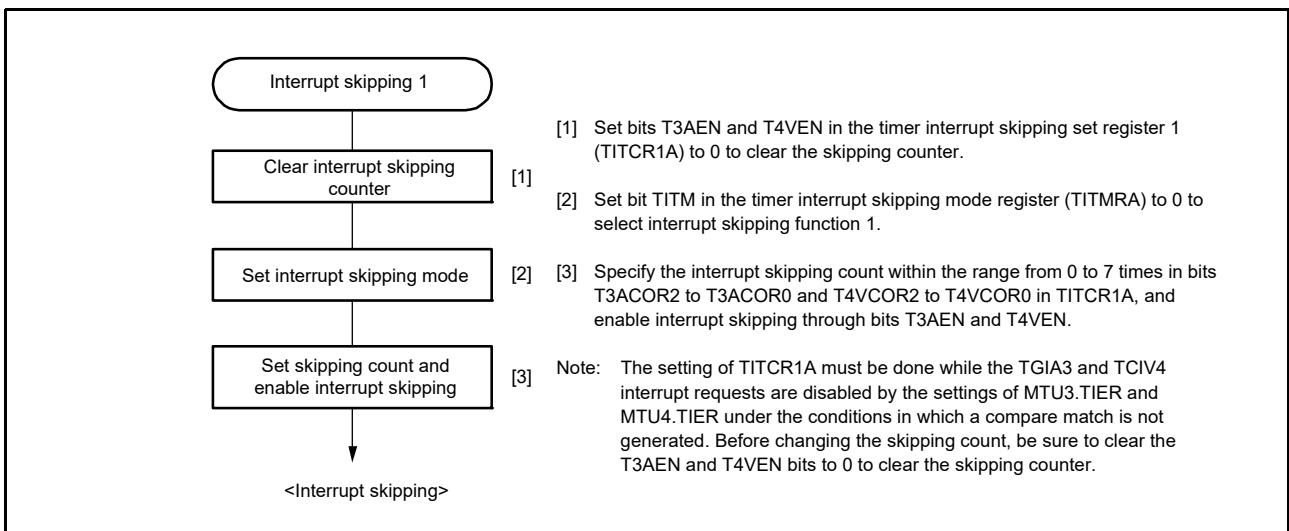 Interrupt skipping 1
Clear interrupt skipping
counter
[1]
Set interrupt skipping mode
[2]
Set skipping count and
enable interrupt skipping
[3]
<Interrupt skipping>
[1] Set bits T3AEN and T4VEN in the timer interrupt skipping set register 1
(TITCR1A) to 0 to clear the skipping counter.
[2] Set bit TITM in the timer interrupt skipping mode register (TITMRA) to 0 to
select interrupt skipping function 1.
[3] Specify the interrupt skipping count within the range from 0 to 7 times in bits
T3ACOR2 to T3ACOR0 and T4VCOR2 to T4VCOR0 in TITCR1A, and
enable interrupt skipping through bits T3AEN and T4VEN.
Note: The setting of TITCR1A must be done while the TGIA3 and TCIV4
interrupt requests are disabled by the settings of MTU3.TIER and
MTU4.TIER under the conditions in which a compare match is not
generated. Before changing the skipping count, be sure to clear the
T3AEN and T4VEN bits to 0 to clear the skipping counter.